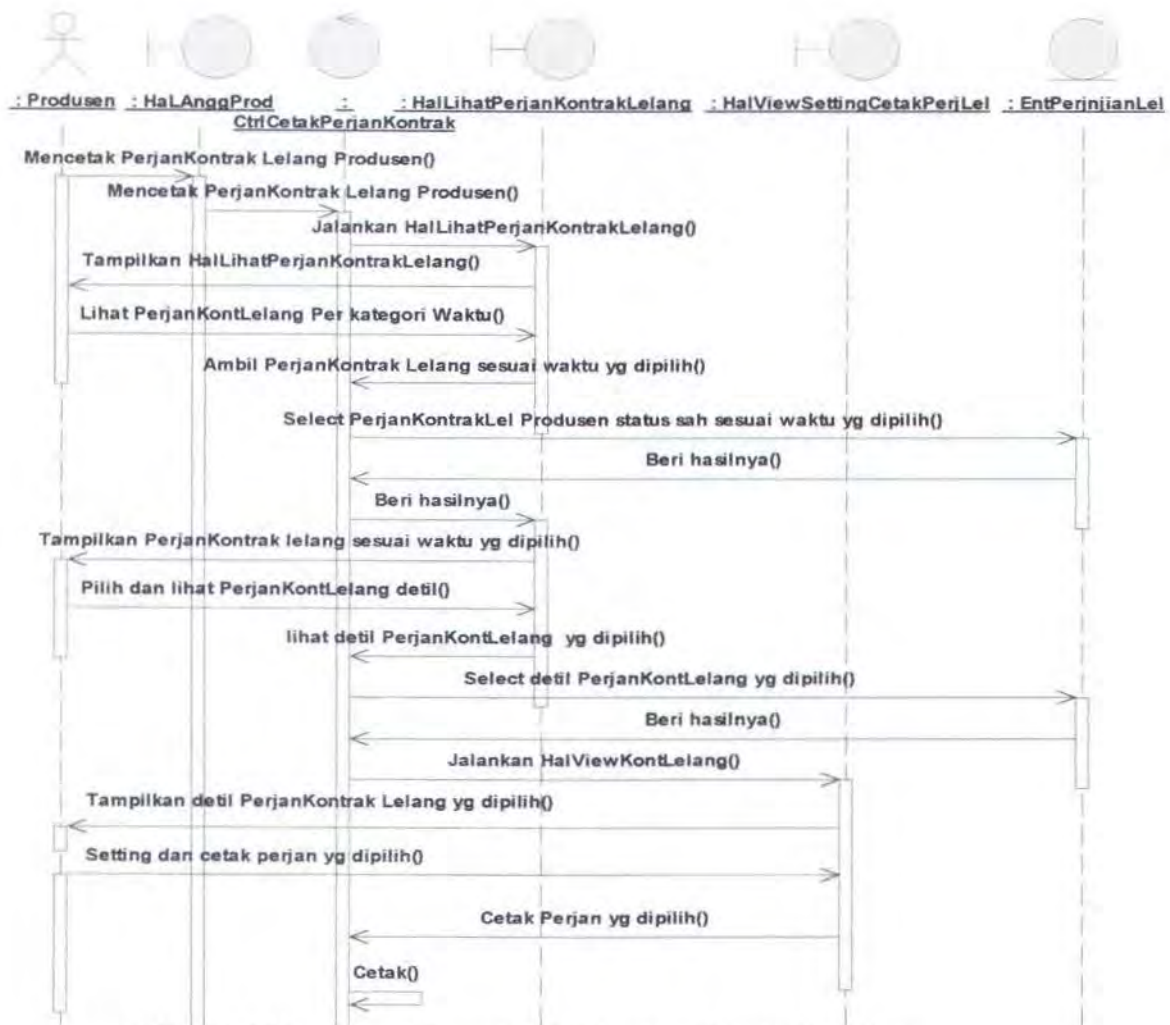 : Produsen : HaLAnggProd : : HalLihatPerjanKontrakLelang : HalViewSettingCetakPerjLel : EntPerjnjianLel
CtrlCetakPerjanKontrak
Mencetak PerjanKontrak Lelang Produsen()
Mencetak PerjanKontrak Lelang Produsen()
Jalankan HalLihatPerjanKontrakLelang()
Tampilkan HalLihatPerjanKontrakLelang()
Lihat PerjanKontLelang Per kategori Waktu()
Ambil PerjanKontrak Lelang sesuai waktu yg dipilih()
Select PerjanKontrakLel Produsen status sah sesuai waktu yg dipilih()
Beri hasilnya()
Beri hasilnya()
Tampilkan PerjanKontrak lelang sesuai waktu yg dipilih()
Pilih dan lihat PerjanKontLelang detil()
lihat detil PerjanKontLelang yg dipilih()
Select detil PerjanKontLelang yg dipilih()
Beri hasilnya()
Jalankan HalViewKontLelang()
Tampilkan detil PerjanKontrak Lelang yg dipilih()
Setting dan cetak perjan yg dipilih()
Cetak Perjan yg dipilih()
Cetak()